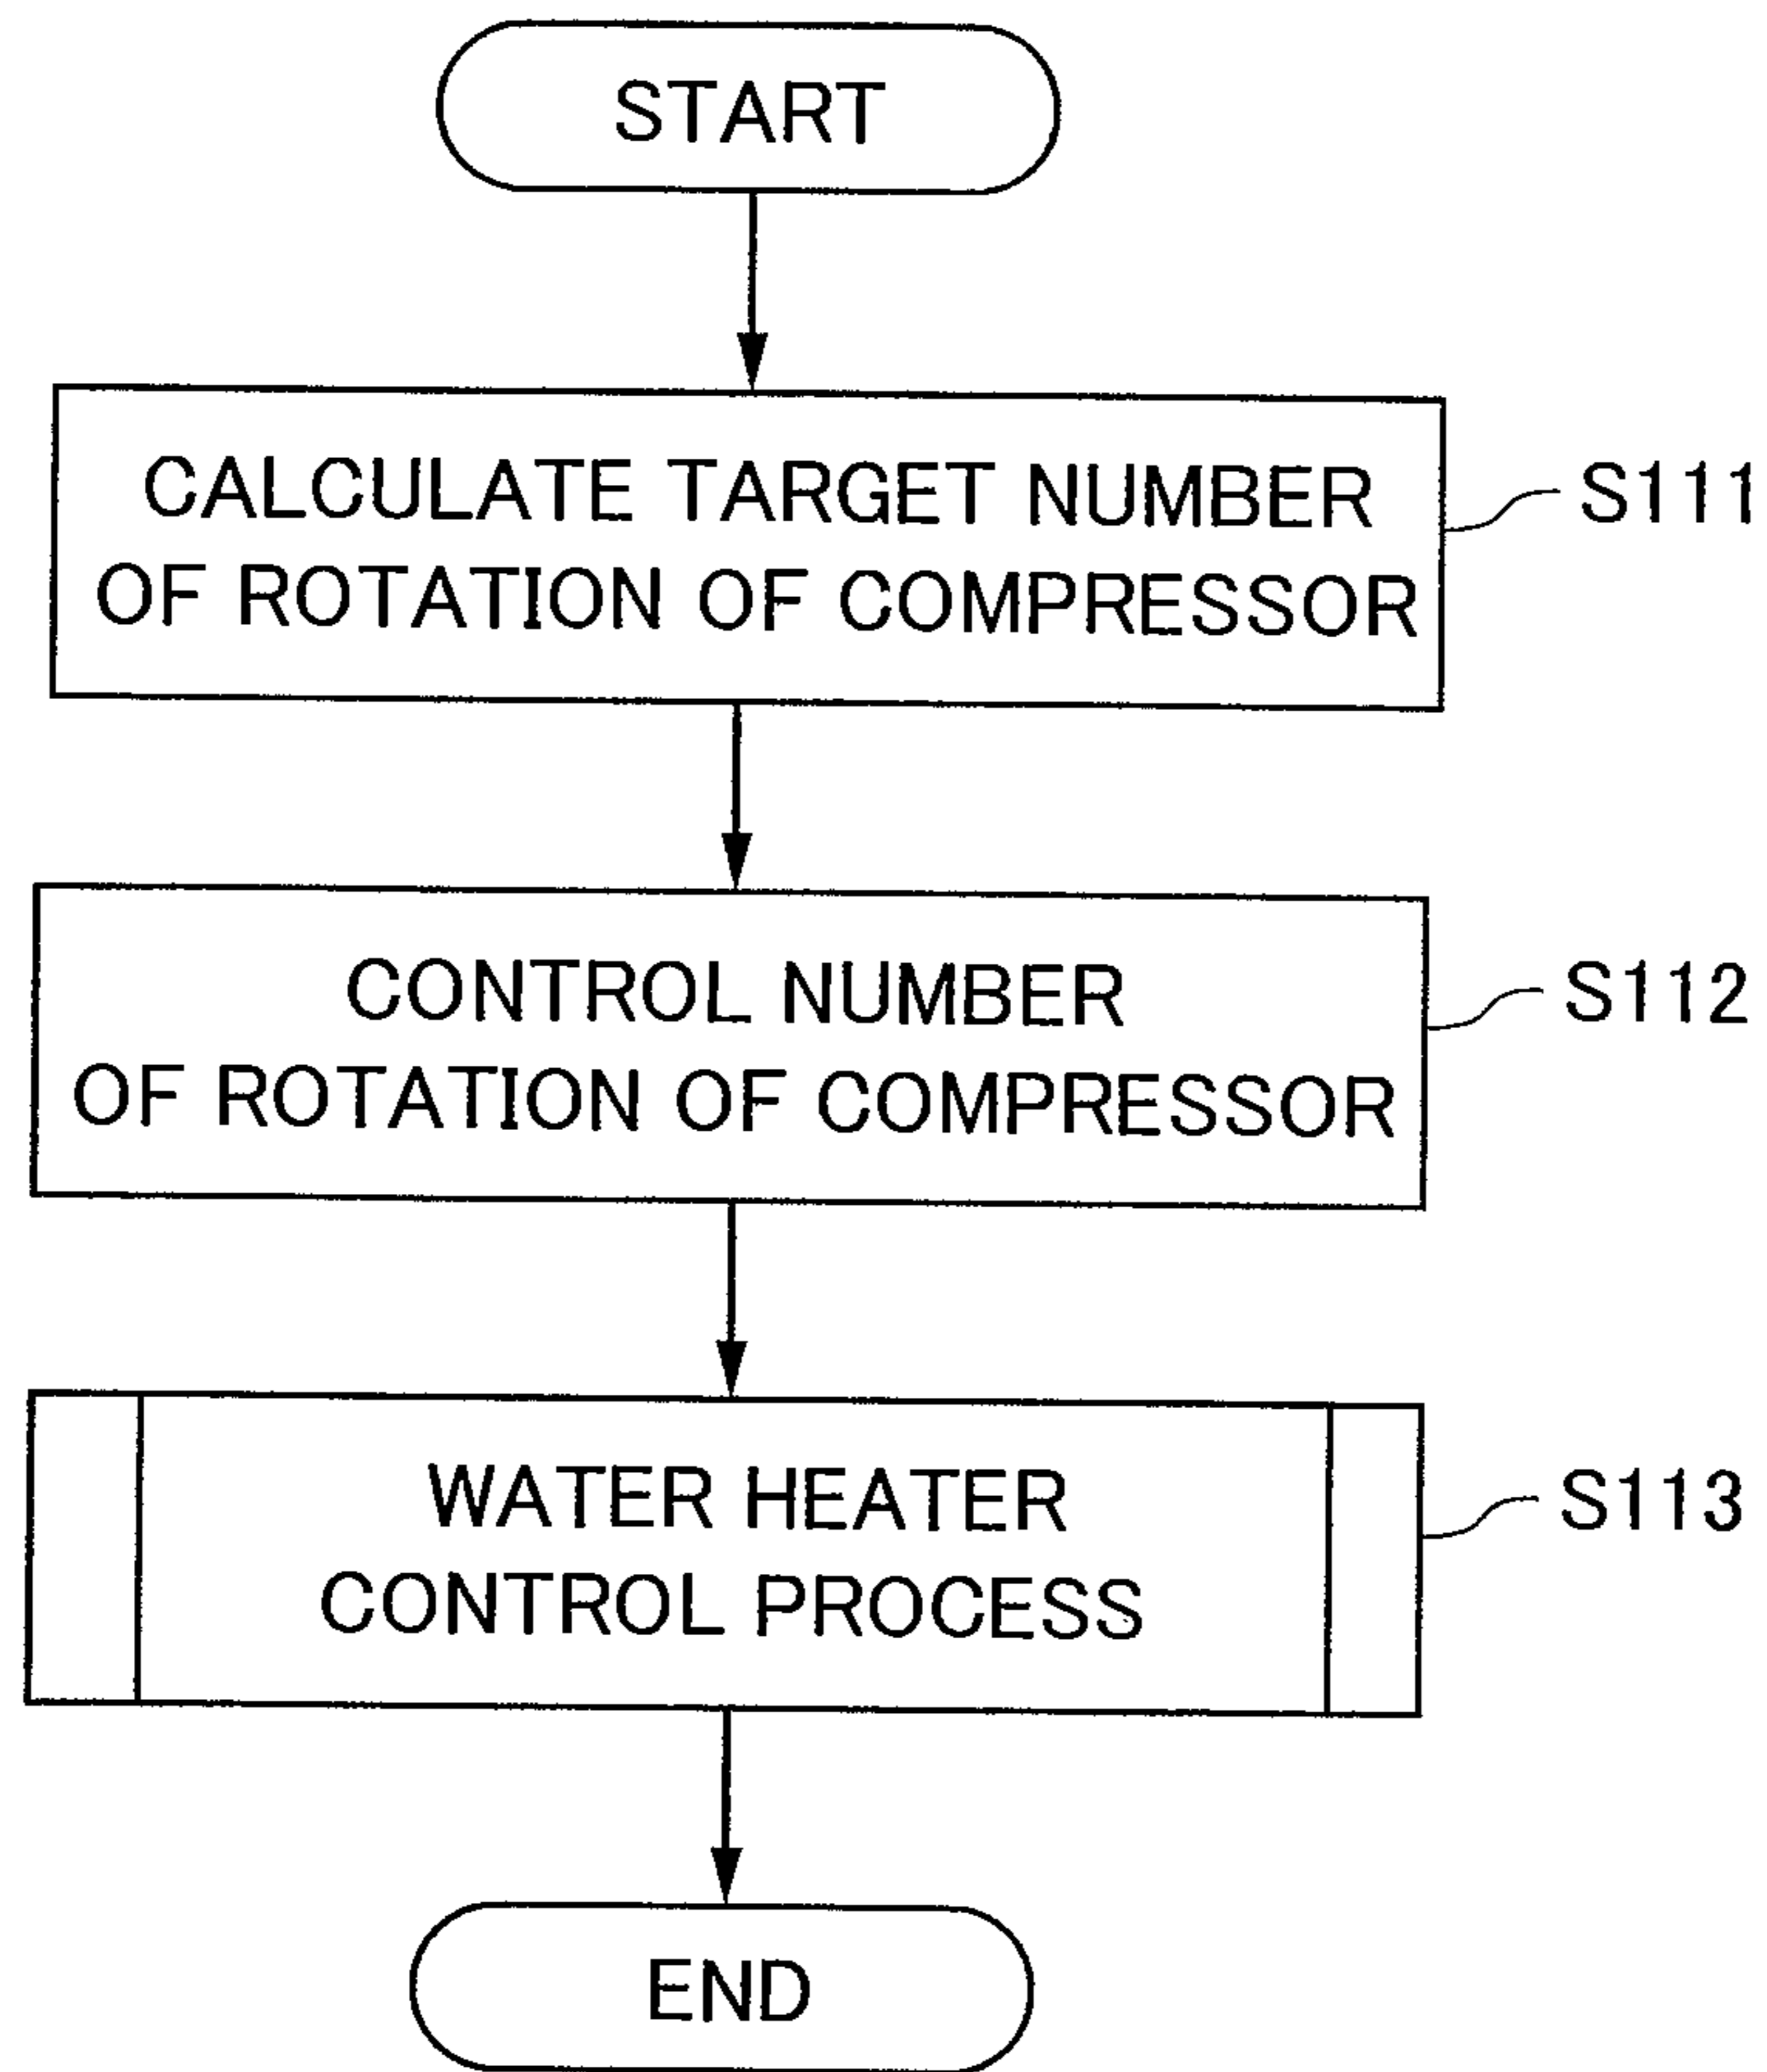 START
CALCULATE TARGET NUMBER
OF ROTATION OF COMPRESSOR
S111
CONTROL NUMBER
OF ROTATION OF COMPRESSOR
S112
WATER HEATER
CONTROL PROCESS
S113
END